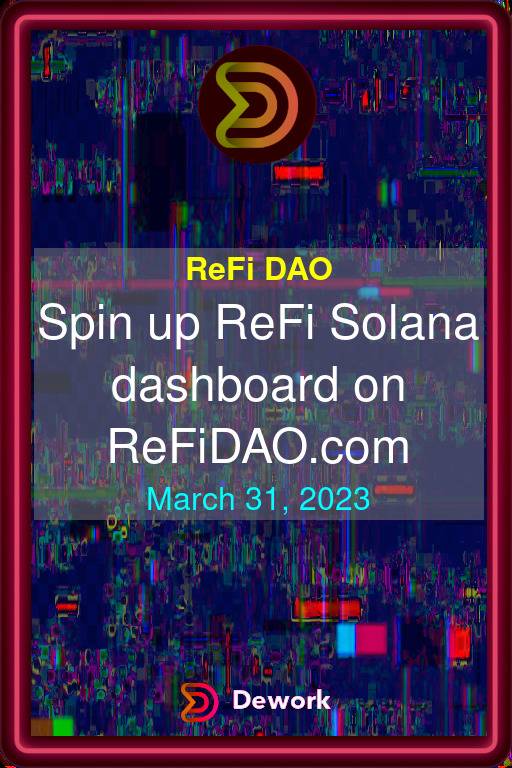 ReFi DAO
Spin up ReFi Solana
dashboard on
ReFiDAO.com
March 31, 2023
Dework